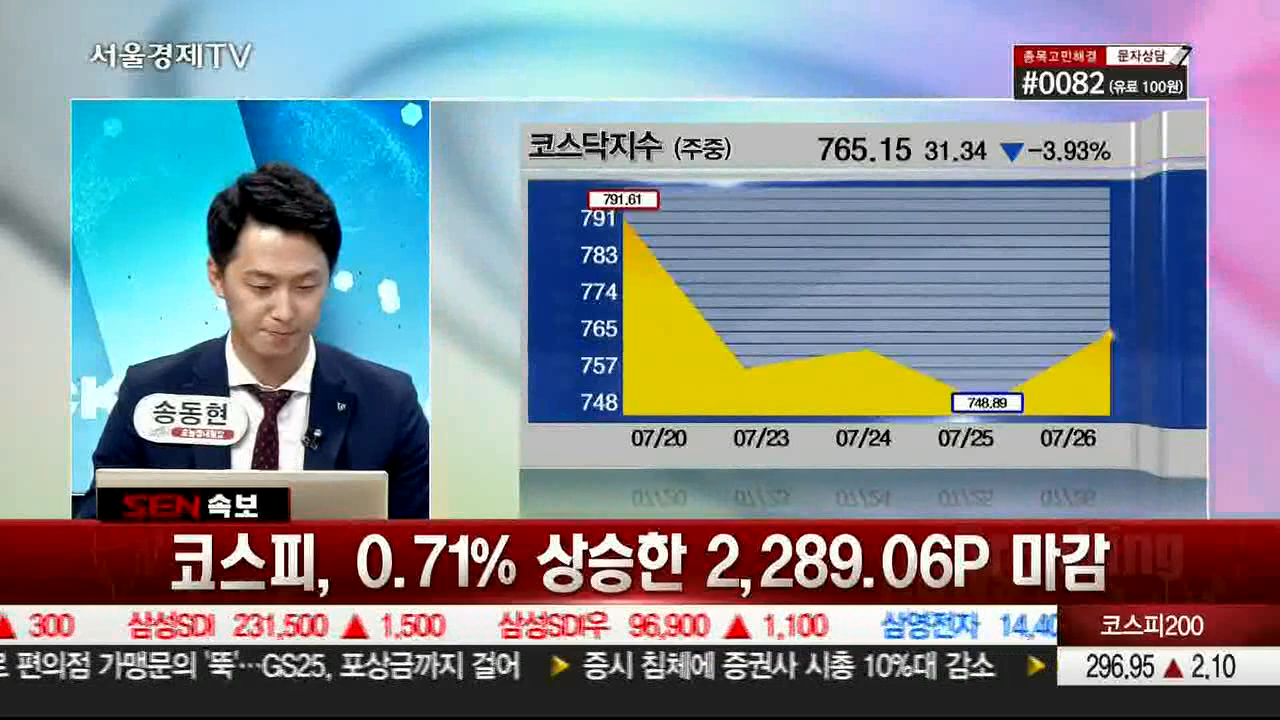 서울경제TV
종목고민해결 문자상담
#0082 (유료 100원)
코스닥지수 (주중) 765.15 31.34 ▼-3.93%
791.61
791
783
774
765
757
748
748.89
07/20 07/23 07/24 07/25 07/26
송동현
SEN 속보
코스피, 0.71% 상승한 2,289.06P 마감
▲ 300 삼성SDI 231,500 ▲ 1,500 삼성SDI우 96,900 ▲ 1,100 삼영전자 14,40
코스피200
편의점 가맹문의 '뚝'…GS25, 포상금까지 걸어 ▶ 증시 침체에 증권사 시총 10%대 감소 ▶
296.95 ▲ 2.10